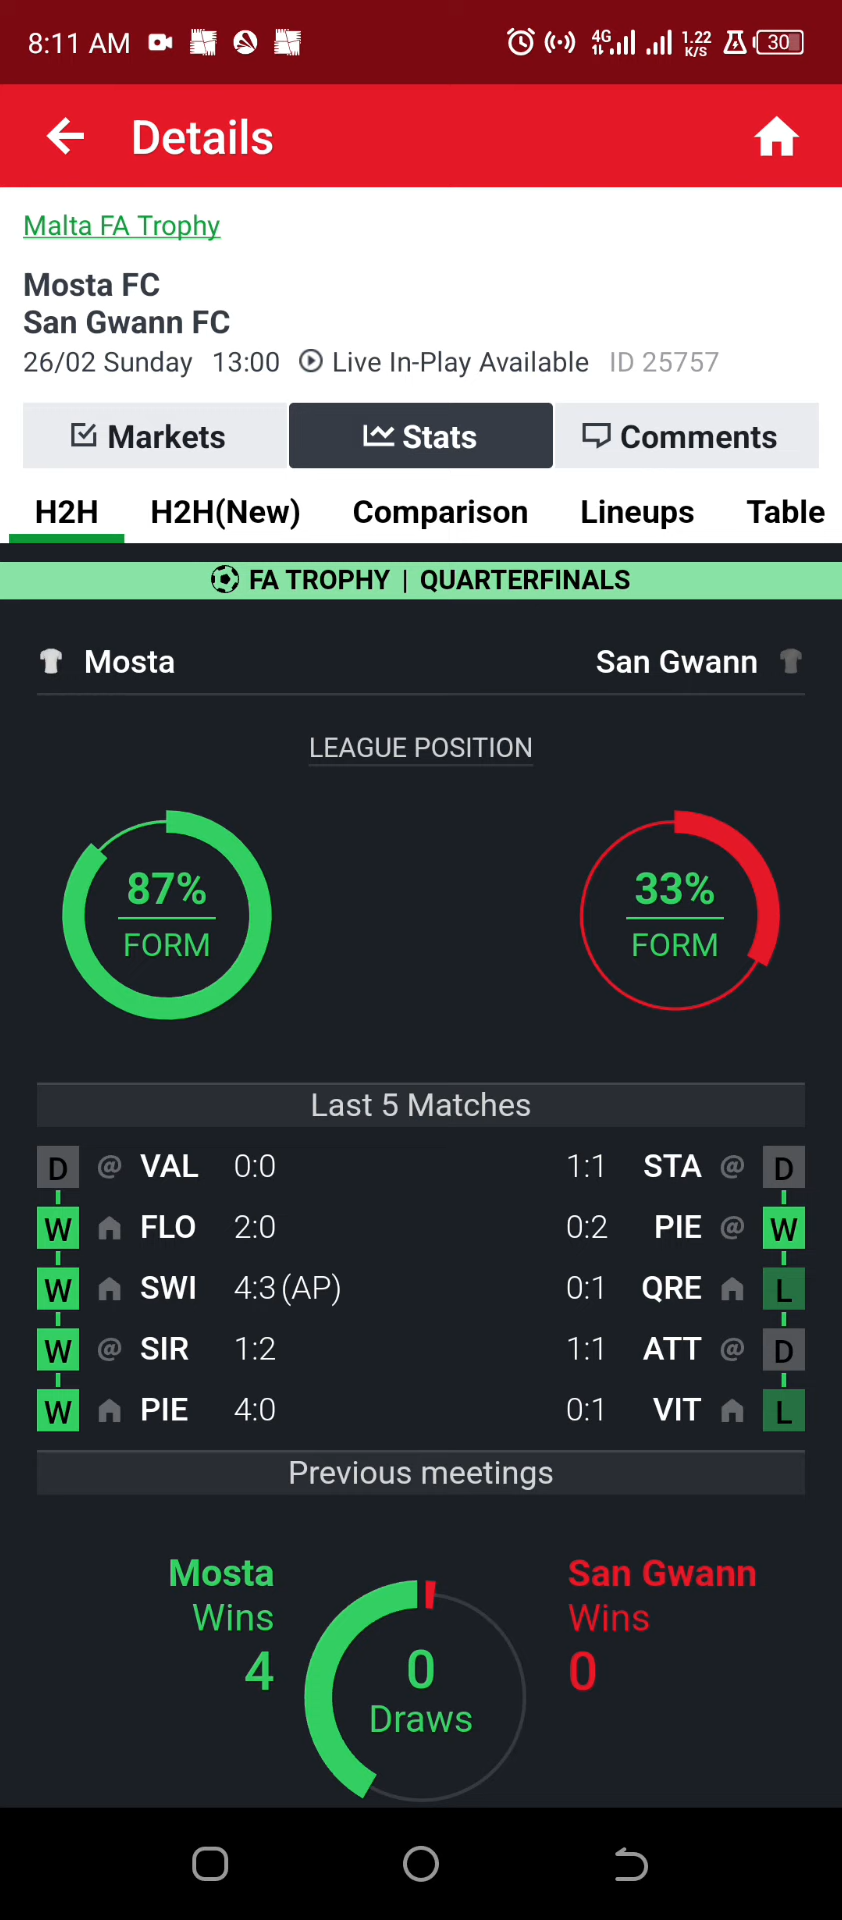 8:11 AM 4G 1.22 K/S 30
Details
Malta FA Trophy
Mosta FC
San Gwann FC
26/02 Sunday 13:00 Live In-Play Available ID 25757
Markets Stats Comments
H2H H2H(New) Comparison Lineups Table
FA TROPHY | QUARTERFINALS
Mosta San Gwann
LEAGUE POSITION
87% 33%
FORM FORM
Last 5 Matches
D @ VAL 0:0 1:1 STA @ D
W FLO 2:0 0:2 PIE @ W
W SWI 4:3 (AP) 0:1 QRE L
W @ SIR 1:2 1:1 ATT @ D
W PIE 4:0 0:1 VIT L
Previous meetings
Mosta San Gwann
Wins Wins
4 0 0
Draws